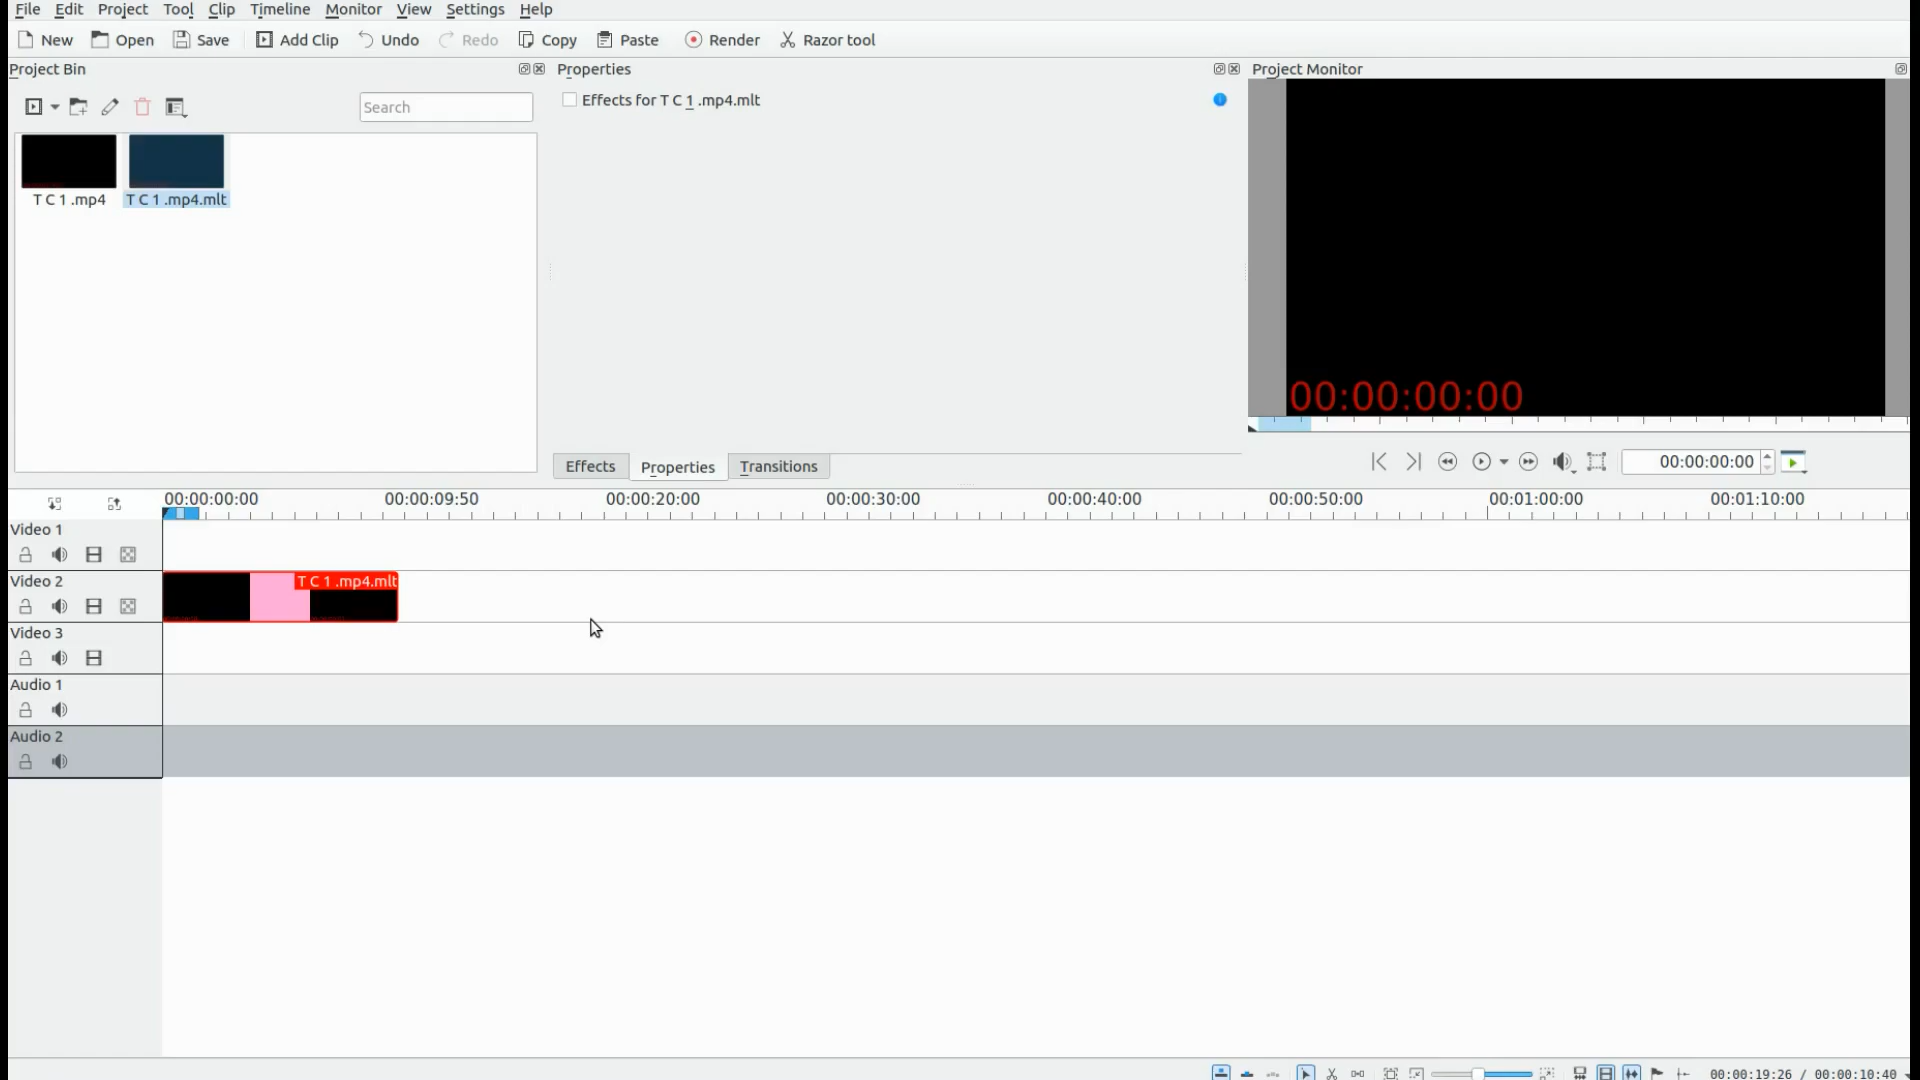 File Edit Project Tool Clip Timeline Monitor View Settings Help
New Open Save Add Clip Undo Redo Copy Paste Render Razor tool
Project Bin Properties Project Monitor
Effects for T C 1 .mp4.mlt
Search
T C 1 .mp4 T C 1 .mp4.mlt
00:00:00:00
Effects Properties Transitions
00:00:00:00
00:00:00:00 00:00:09:50 00:00:20:00 00:00:30:00 00:00:40:00 00:00:50:00 00:01:00:00 00:01:10:00
Video 1
Video 2
T C 1 .mp4.mlt
Video 3
Audio 1
Audio 2
00:00:19:26 / 00:00:10:40